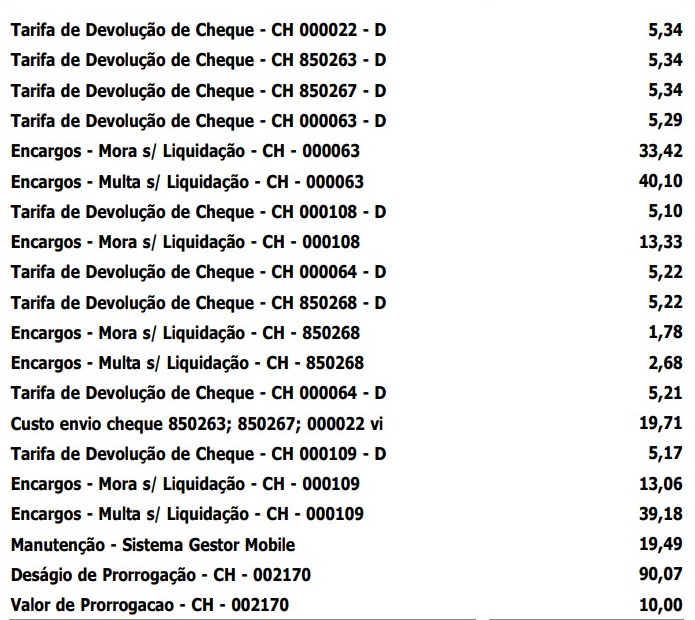 Tarifa de Devolução de Cheque - CH 000022 - D 5,34
Tarifa de Devolução de Cheque - CH 850263 - D 5,34
Tarifa de Devolução de Cheque - CH 850267 - D 5,34
Tarifa de Devolução de Cheque - CH 000063 - D 5,29
Encargos - Mora s/ Liquidação - CH - 000063 33,42
Encargos - Multa s/ Liquidação - CH - 000063 40,10
Tarifa de Devolução de Cheque - CH 000108 - D 5,10
Encargos - Mora s/ Liquidação - CH - 000108 13,33
Tarifa de Devolução de Cheque - CH 000064 - D 5,22
Tarifa de Devolução de Cheque - CH 850268 - D 5,22
Encargos - Mora s/ Liquidação - CH - 850268 1,78
Encargos - Multa s/ Liquidação - CH - 850268 2,68
Tarifa de Devolução de Cheque - CH 000064 - D 5,21
Custo envio cheque 850263; 850267; 000022 vi 19,71
Tarifa de Devolução de Cheque - CH 000109 - D 5,17
Encargos - Mora s/ Liquidação - CH - 000109 13,06
Encargos - Multa s/ Liquidação - CH - 000109 39,18
Manutenção - Sistema Gestor Mobile 19,49
Deságio de Prorrogação - CH - 002170 90,07
Valor de Prorrogacao - CH - 002170 10,00